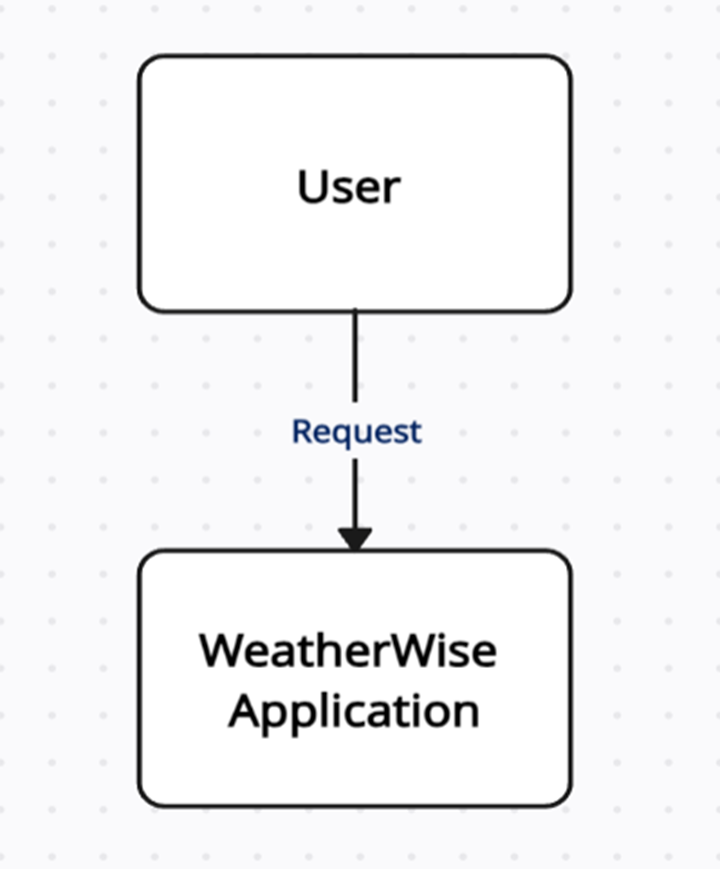 User
Request
WeatherWise
Application